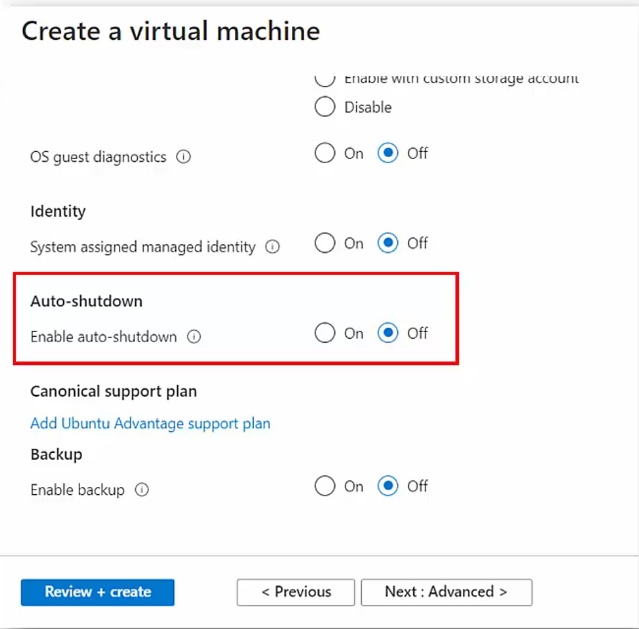 Create a virtual machine
Enable with custom storage account
Disable
OS guest diagnostics On Off
Identity
System assigned managed identity On Off
Auto-shutdown
Enable auto-shutdown On Off
Canonical support plan
Add Ubuntu Advantage support plan
Backup
Enable backup On Off
Review + create < Previous Next : Advanced >